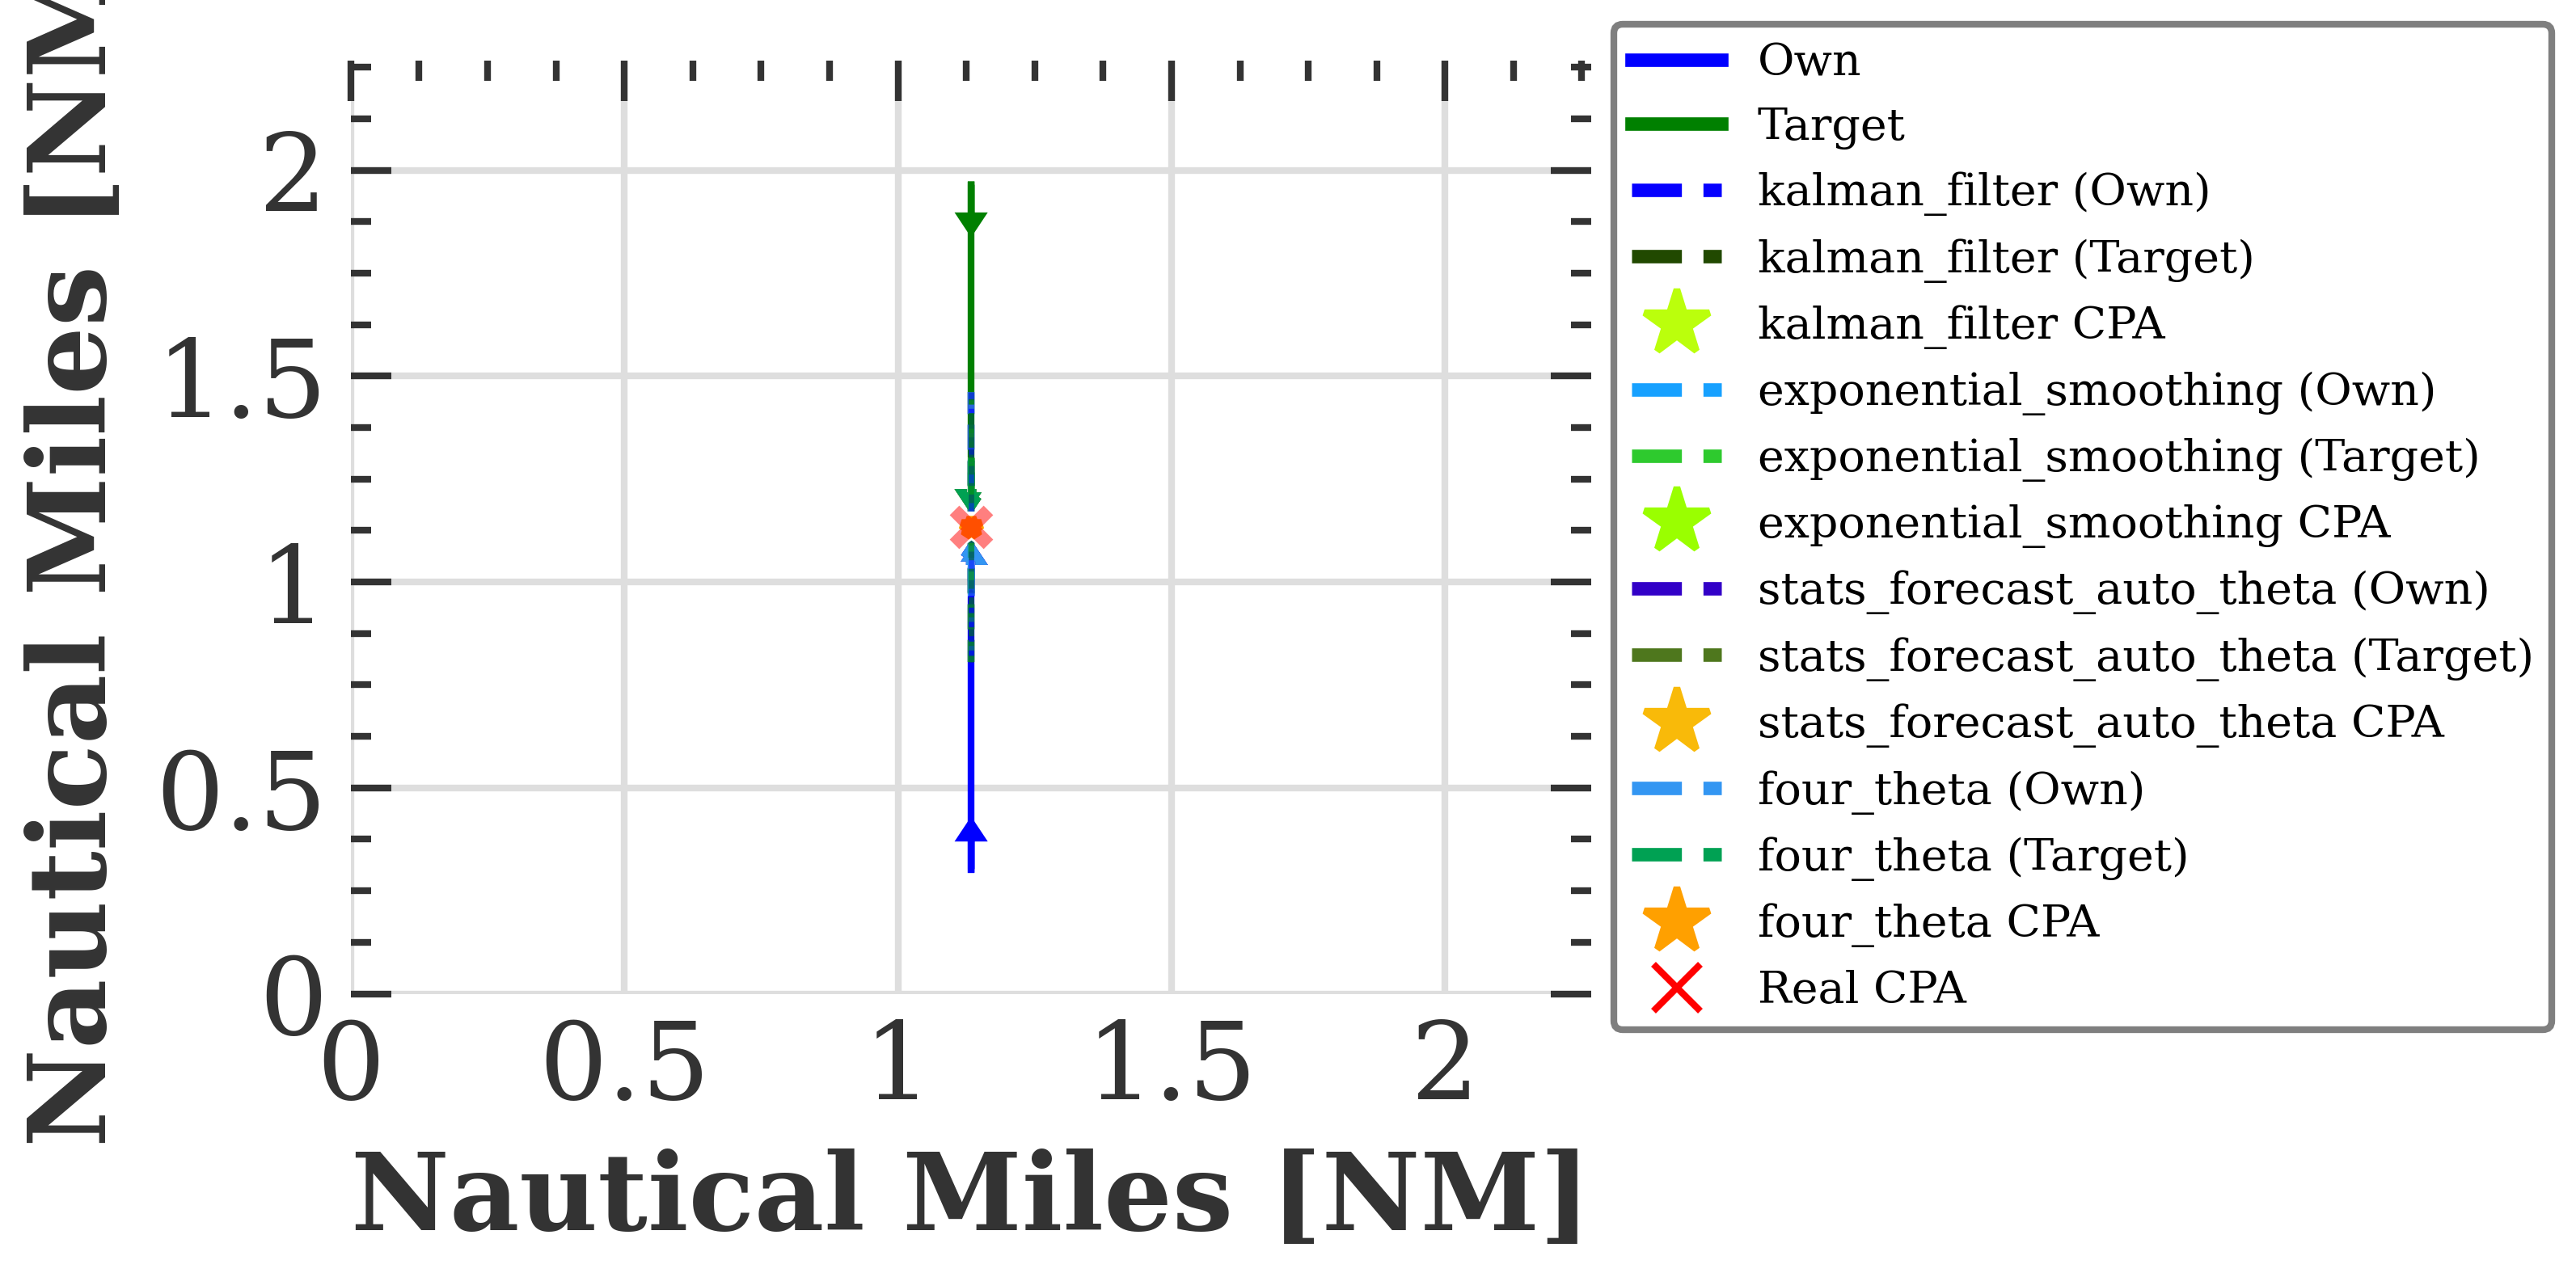 Nautical Miles [NM
2
1.5
1
0.5
0
0 0.5 1 1.5 2
Nautical Miles [NM]
Own
Target
kalman_filter (Own)
kalman_filter (Target)
kalman_filter CPA
exponential_smoothing (Own)
exponential_smoothing (Target)
exponential_smoothing CPA
stats_forecast_auto_theta (Own)
stats_forecast_auto_theta (Target)
stats_forecast_auto_theta CPA
four_theta (Own)
four_theta (Target)
four_theta CPA
Real CPA